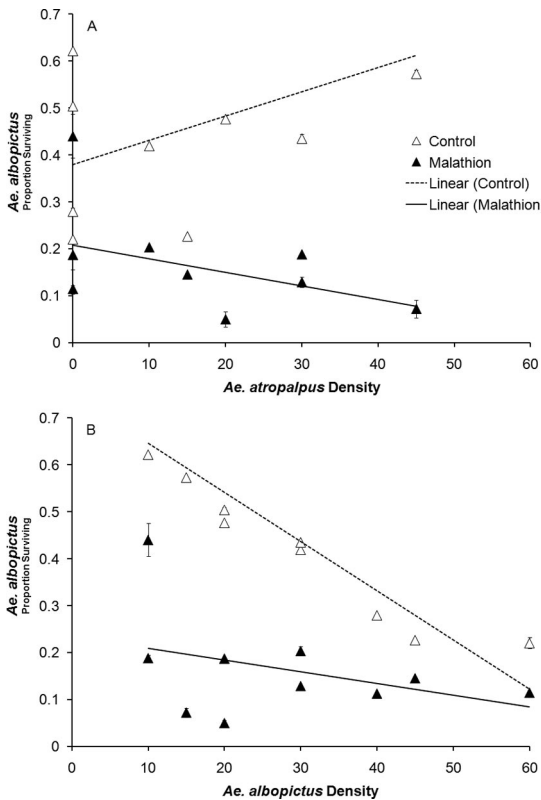 A
0.7
0.6
0.5
0.4
0.3
0.2
0.1
0
Ae. albopictus
Proportion Surviving
Control
Malathion
Linear (Control)
Linear (Malathion
0 10 20 30 40 50 60
Ae. atropalpus Density
B
0.7
0.6
0.5
0.4
0.3
0.2
0.1
0
Ae. albopictus
Proportion Surviving
0 10 20 30 40 50 60
Ae. albopictus Density